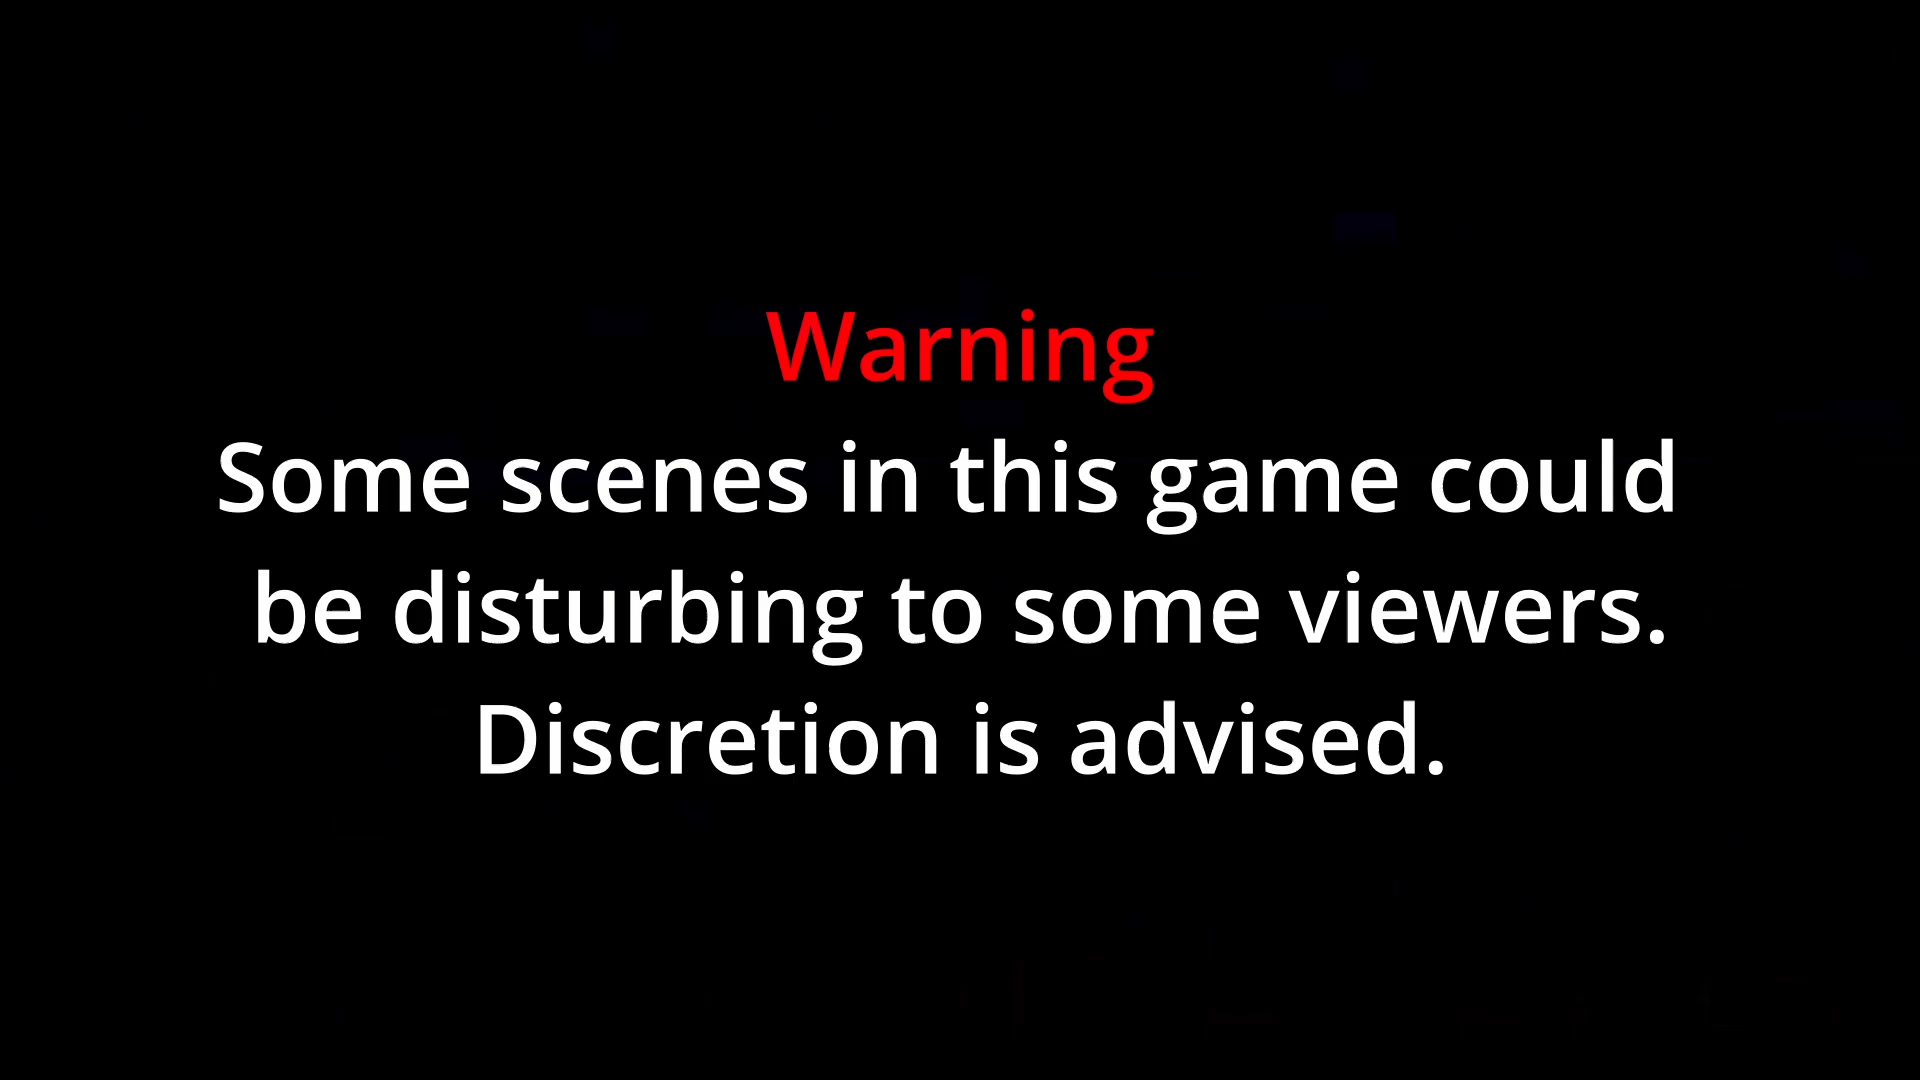 Warning
Some scenes in this game could
be disturbing to some viewers.
Discretion is advised.